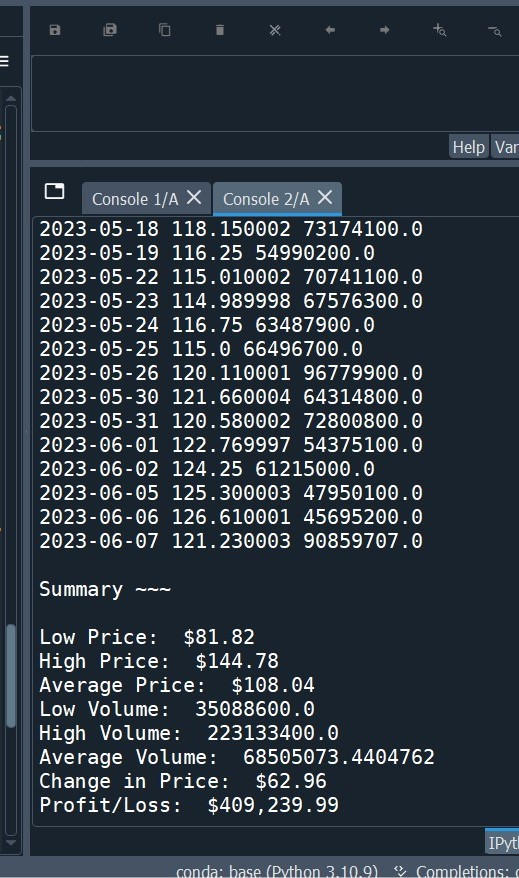 Help Var
Console 1/A Console 2/A
2023-05-18 118.150002 73174100.0
2023-05-19 116.25 54990200.0
2023-05-22 115.010002 70741100.0
2023-05-23 114.989998 67576300.0
2023-05-24 116.75 63487900.0
2023-05-25 115.0 66496700.0
2023-05-26 120.110001 96779900.0
2023-05-30 121.660004 64314800.0
2023-05-31 120.580002 72800800.0
2023-06-01 122.769997 54375100.0
2023-06-02 124.25 61215000.0
2023-06-05 125.300003 47950100.0
2023-06-06 126.610001 45695200.0
2023-06-07 121.230003 90859707.0
Summary ~~~
Low Price:  $81.82
High Price:  $144.78
Average Price:  $108.04
Low Volume:  35088600.0
High Volume:  223133400.0
Average Volume:  68505073.4404762
Change in Price:  $62.96
Profit/Loss:  $409,239.99
IPyt
conda: base (Python 3.10.9) Completions: